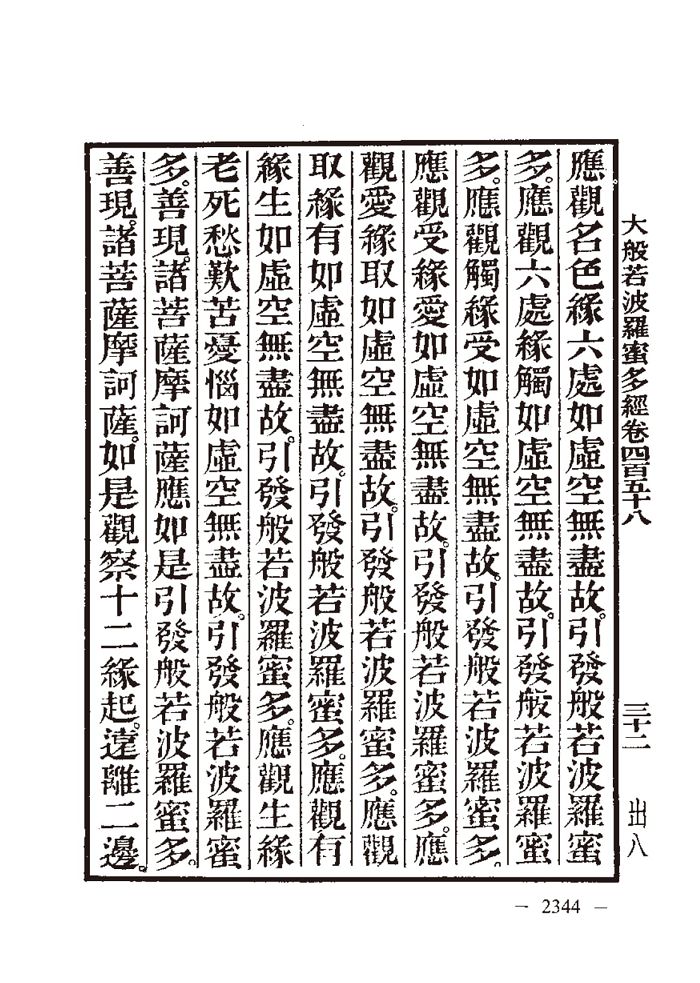 大般若波羅蜜多經卷四百五十八
三十二
出八
應觀名色緣六處如虛空無盡故。引發般若波羅蜜
多。應觀六處緣觸如虛空無盡故。引發般若波羅蜜
多。應觀觸緣受如虛空無盡故。引發般若波羅蜜多。
應觀受緣愛如虛空無盡故。引發般若波羅蜜多。應
觀愛緣取如虛空無盡故。引發般若波羅蜜多。應觀
取緣有如虛空無盡故。引發般若波羅蜜多。應觀有
緣生如虛空無盡故。引發般若波羅蜜多。應觀生緣
老死愁歎苦憂惱如虛空無盡故。引發般若波羅蜜
多。善現。諸菩薩摩訶薩應如是引發般若波羅蜜多。
善現。諸菩薩摩訶薩。如是觀察十二緣起。遠離二邊。
— 2344 —